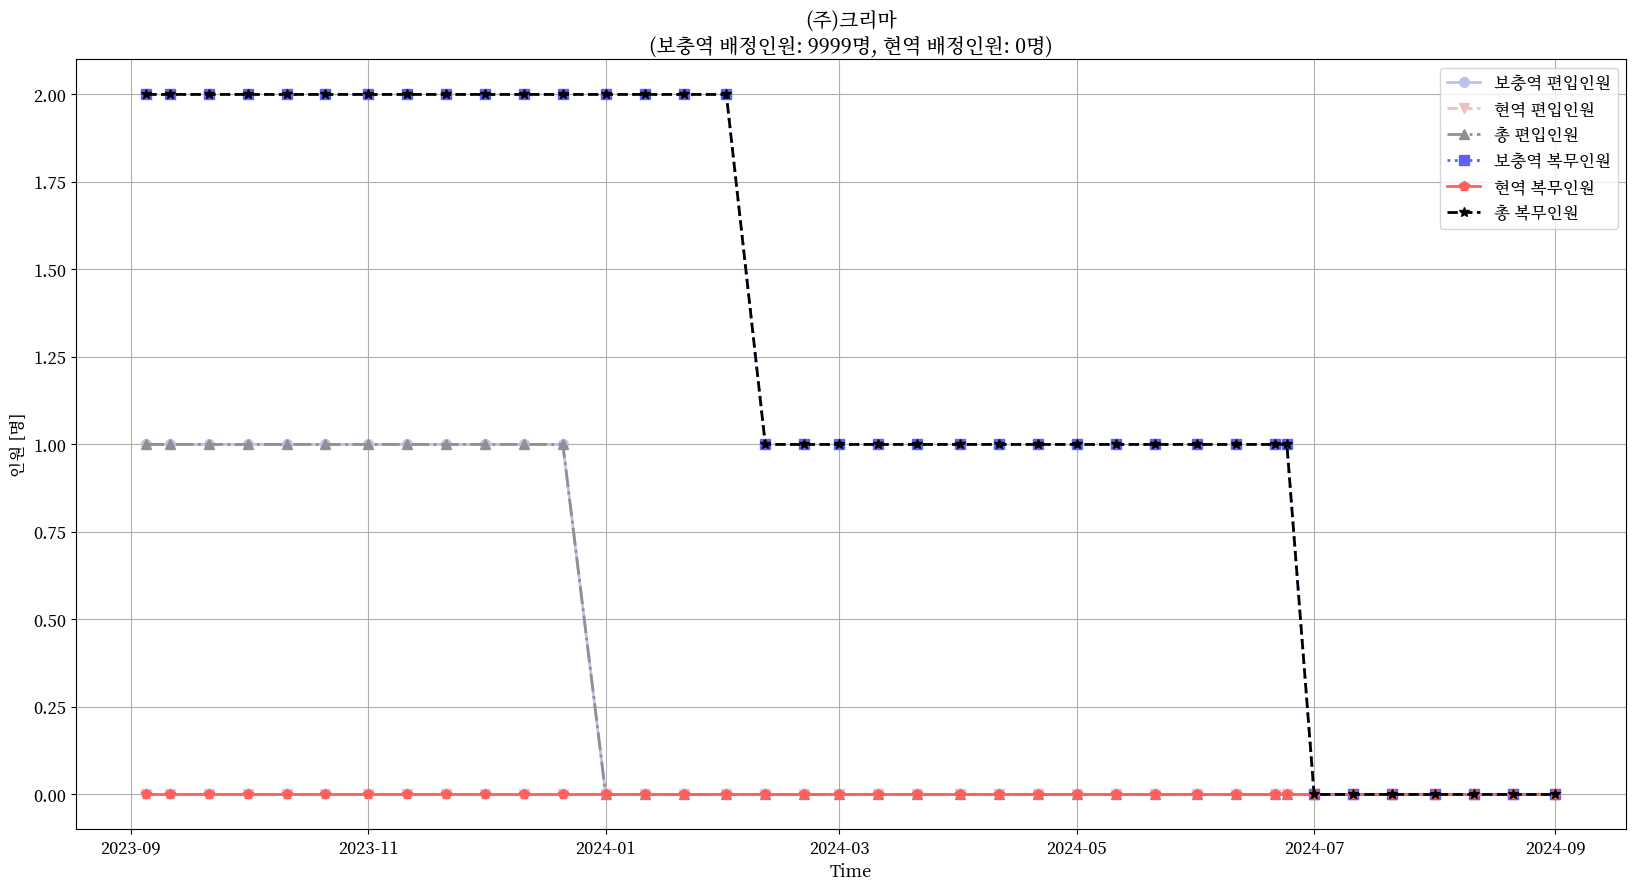 (주)크리마
(보충역 배정인원: 9999명, 현역 배정인원: 0명)
보충역 편입인원
현역 편입인원
총 편입인원
보충역 복무인원
현역 복무인원
총 복무인원
인원 [명]
2.00
1.75
1.50
1.25
1.00
0.75
0.50
0.25
0.00
2023-09 2023-11 2024-01 2024-03 2024-05 2024-07 2024-09
Time